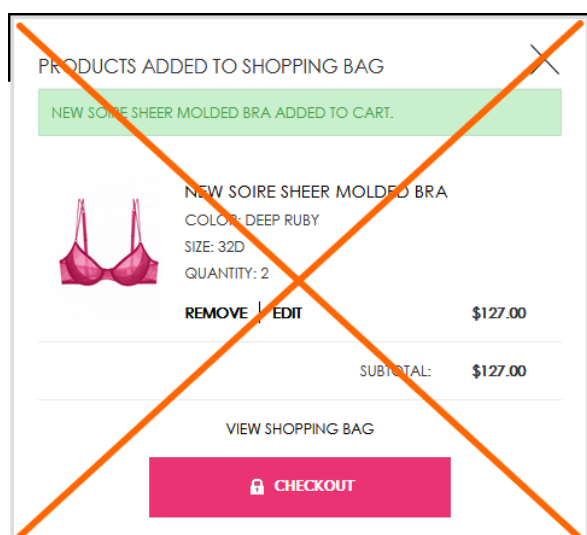 PRODUCTS ADDED TO SHOPPING BAG
NEW SOIRE SHEER MOLDED BRA ADDED TO CART.
NEW SOIRE SHEER MOLDED BRA
COLOR: DEEP RUBY
SIZE: 32D
QUANTITY: 2
REMOVE | EDIT $127.00
SUBTOTAL: $127.00
VIEW SHOPPING BAG
CHECKOUT